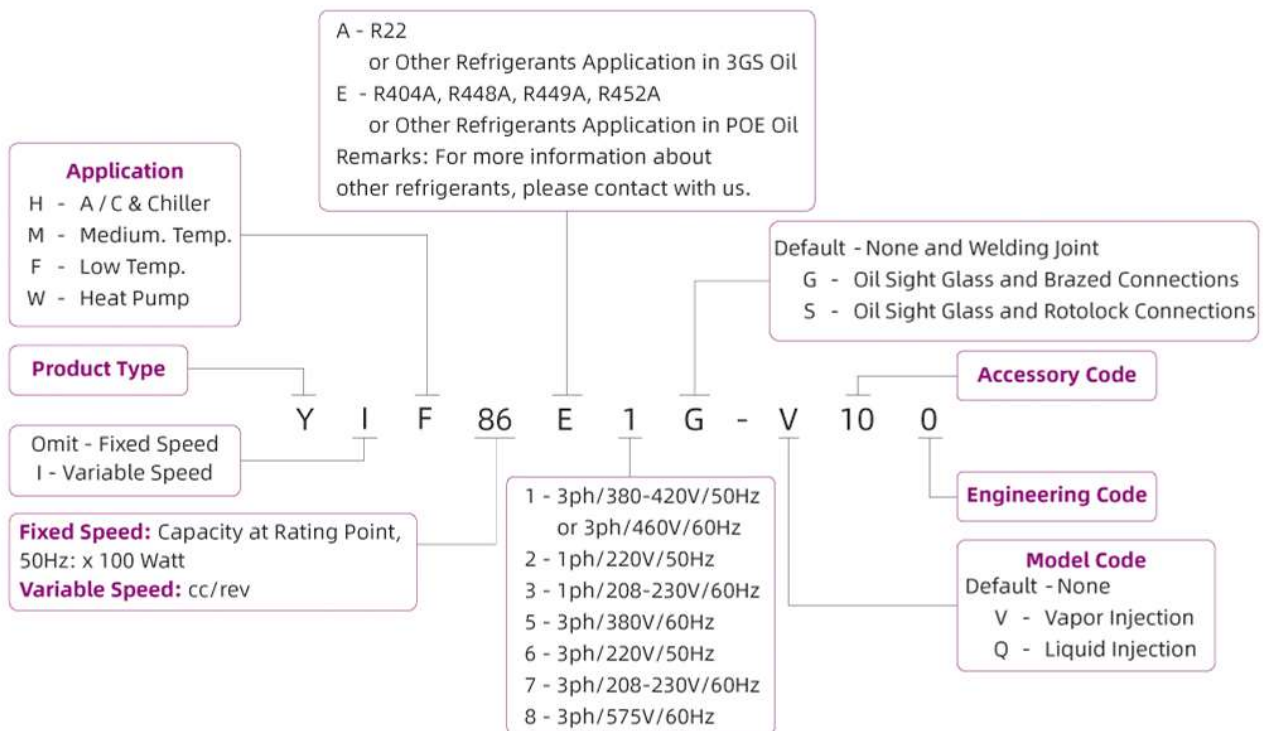 A - R22
or Other Refrigerants Application in 3GS Oil
E - R404A, R448A, R449A, R452A
or Other Refrigerants Application in POE Oil
Remarks: For more information about
other refrigerants, please contact with us.
Application
H - A / C & Chiller
M - Medium. Temp.
F - Low Temp.
W - Heat Pump
Default - None and Welding Joint
G - Oil Sight Glass and Brazed Connections
S - Oil Sight Glass and Rotolock Connections
Product Type
Accessory Code
Y I F 86 E 1 G - V 10 0
Omit - Fixed Speed
I - Variable Speed
Engineering Code
Fixed Speed: Capacity at Rating Point,
50Hz: x 100 Watt
Variable Speed: cc/rev
1 - 3ph/380-420V/50Hz
or 3ph/460V/60Hz
2 - 1ph/220V/50Hz
3 - 1ph/208-230V/60Hz
5 - 3ph/380V/60Hz
6 - 3ph/220V/50Hz
7 - 3ph/208-230V/60Hz
8 - 3ph/575V/60Hz
Model Code
Default - None
V - Vapor Injection
Q - Liquid Injection